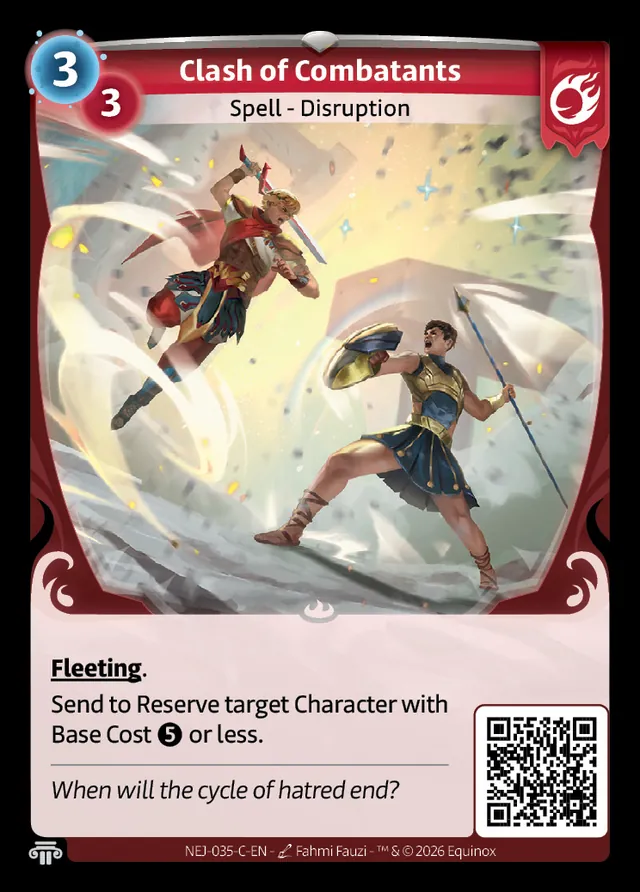 3
3
Clash of Combatants
Spell - Disruption
Fleeting.
Send to Reserve target Character with
Base Cost 5 or less.
When will the cycle of hatred end?
NEJ-035-C-EN - Fahmi Fauzi - ™ & © 2026 Equinox